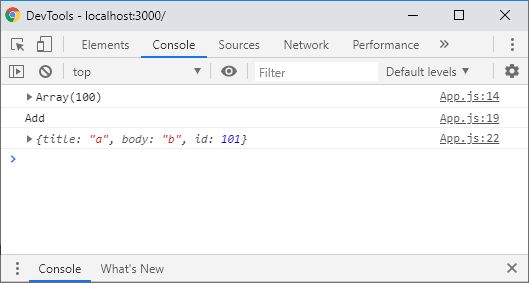 DevTools - localhost:3000/
Elements Console Sources Network Performance
top Filter Default levels
Array(100) App.js:14
Add App.js:19
{title: "a", body: "b", id: 101} App.js:22
Console What's New